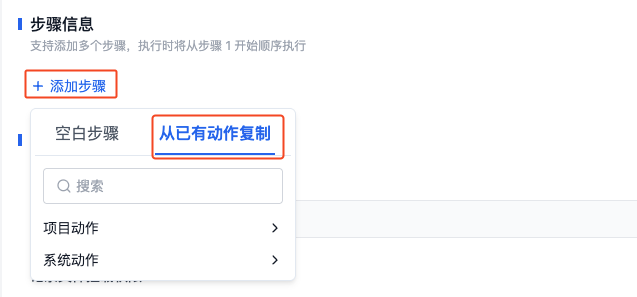 步骤信息
支持添加多个步骤，执行时将从步骤 1 开始顺序执行
+ 添加步骤
空白步骤 从已有动作复制
搜索
项目动作
系统动作